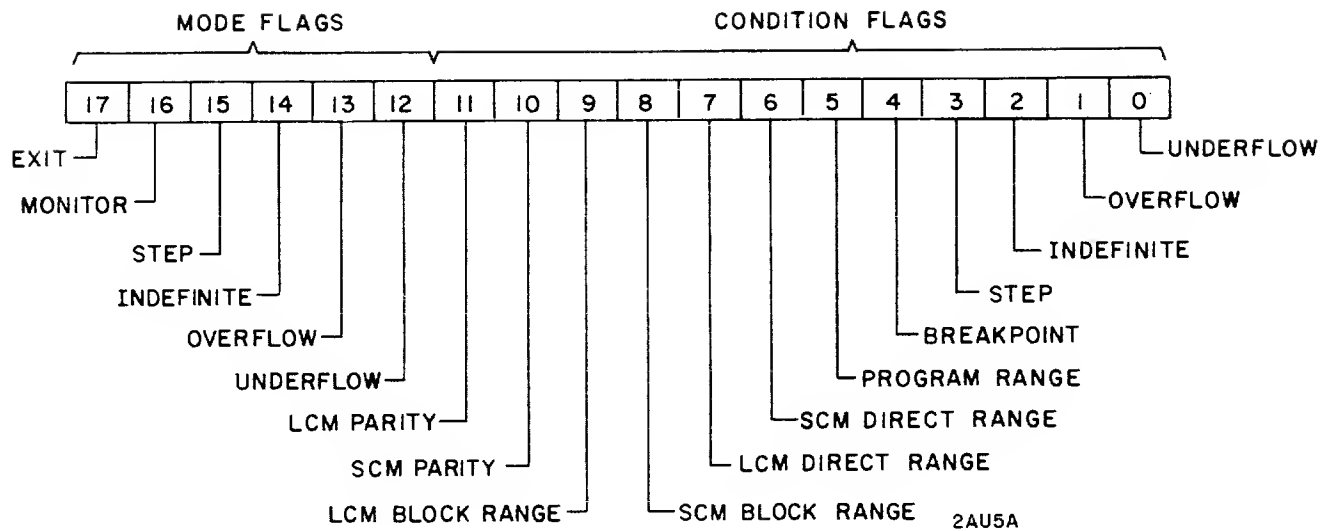 MODE FLAGS CONDITION FLAGS
17 16 15 14 13 12 11 10 9 8 7 6 5 4 3 2 1 0
EXIT UNDERFLOW
MONITOR OVERFLOW
STEP INDEFINITE
INDEFINITE STEP
OVERFLOW BREAKPOINT
UNDERFLOW PROGRAM RANGE
LCM PARITY SCM DIRECT RANGE
SCM PARITY LCM DIRECT RANGE
LCM BLOCK RANGE SCM BLOCK RANGE 2AU5A